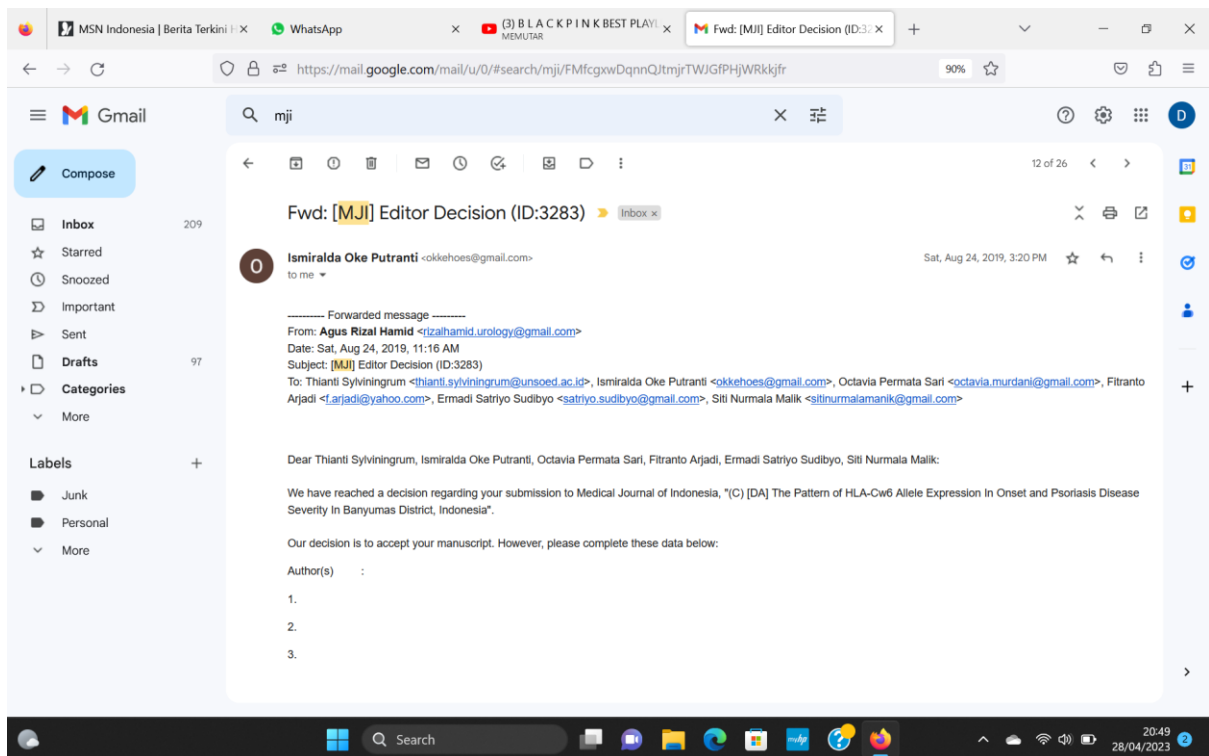 MSN Indonesia | Berita Terkini H
WhatsApp
(3) B L A C K P I N K BEST PLAYL
MEMUTAR
Fwd: [MJI] Editor Decision (ID:32
https://mail.google.com/mail/u/0/#search/mji/FMfcgxwDqnnQJtmjrTWJGfPHjWRkkjfr
90%
Gmail
mji
D
Compose
12 of 26
31
Inbox 209
Starred
Snoozed
Important
Sent
Drafts 97
Categories
More
Labels
Junk
Personal
More
Fwd: [MJI] Editor Decision (ID:3283)
Inbox x
O
Ismiralda Oke Putranti <okkehoes@gmail.com>
Sat, Aug 24, 2019, 3:20 PM
to me
---------- Forwarded message ---------
From: Agus Rizal Hamid <rizalhamid.urology@gmail.com>
Date: Sat, Aug 24, 2019, 11:16 AM
Subject: [MJI] Editor Decision (ID:3283)
To: Thianti Sylviningrum <thianti.sylviningrum@unsoed.ac.id>, Ismiralda Oke Putranti <okkehoes@gmail.com>, Octavia Permata Sari <octavia.murdani@gmail.com>, Fitranto
Arjadi <f.arjadi@yahoo.com>, Ermadi Satriyo Sudibyo <satriyo.sudibyo@gmail.com>, Siti Nurmala Malik <sitinurmalamanik@gmail.com>
Dear Thianti Sylviningrum, Ismiralda Oke Putranti, Octavia Permata Sari, Fitranto Arjadi, Ermadi Satriyo Sudibyo, Siti Nurmala Malik:
We have reached a decision regarding your submission to Medical Journal of Indonesia, "(C) [DA] The Pattern of HLA-Cw6 Allele Expression In Onset and Psoriasis Disease
Severity In Banyumas District, Indonesia".
Our decision is to accept your manuscript. However, please complete these data below:
Author(s) :
1.
2.
3.
Search
20:49
28/04/2023
2